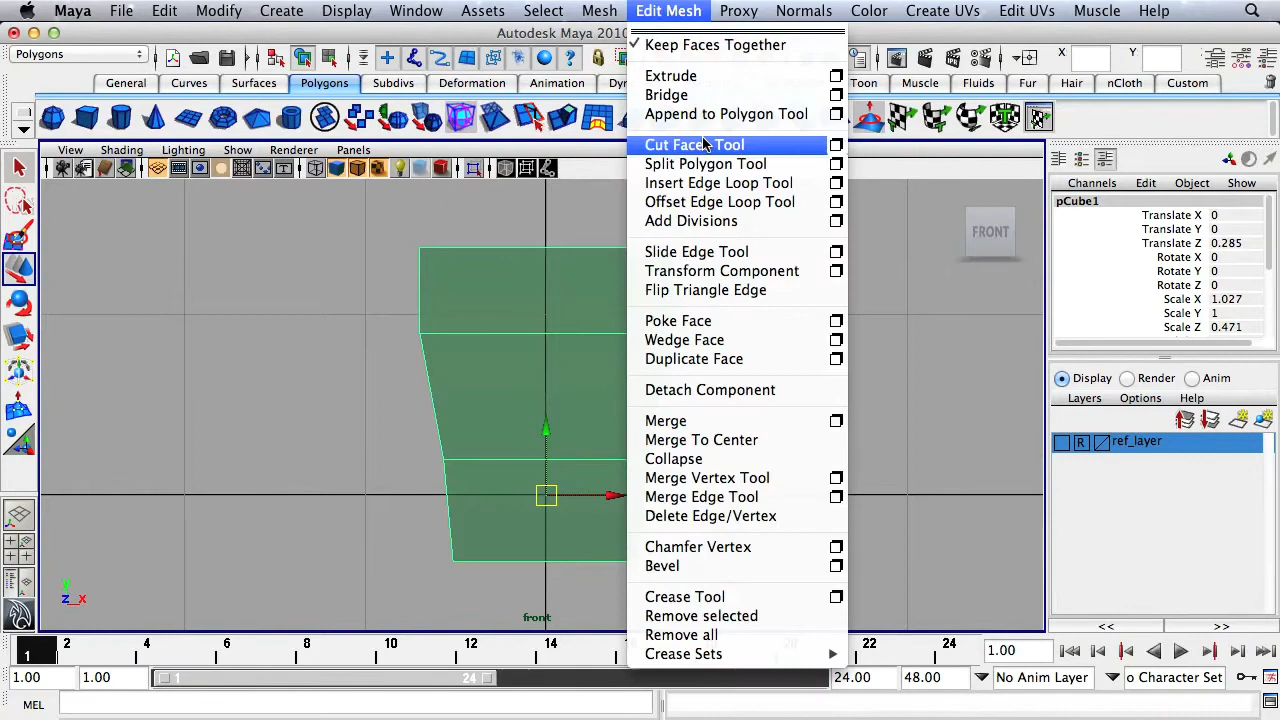 Maya File Edit Modify Create Display Window Assets Select Mesh Edit Mesh Proxy Normals Color Create UVs Edit UVs Muscle Help
Autodesk Maya 2010
Polygons
X Y
General Curves Surfaces Polygons Subdivs Deformation Animation Toon Muscle Fluids Fur Hair nCloth Custom
View Shading Lighting Show Renderer Panels
Keep Faces Together
Extrude
Bridge
Append to Polygon Tool
Split Polygon Tool
Insert Edge Loop Tool
Offset Edge Loop Tool
Add Divisions
Slide Edge Tool
Transform Component
Flip Triangle Edge
Poke Face
Wedge Face
Duplicate Face
Detach Component
Merge
Merge To Center
Collapse
Merge Vertex Tool
Merge Edge Tool
Delete Edge/Vertex
Chamfer Vertex
Bevel
Crease Tool
Remove selected
Remove all
Crease Sets
FRONT
Channels Edit Object Show
pCube1
Translate X 0
Translate Y 0
Translate Z 0.285
Rotate X 0
Rotate Y 0
Rotate Z 0
Scale X 1.027
Scale Y 1
Scale Z 0.471
Display Render Anim
Layers Options Help
R ref_layer
<< >>
y
z x
front
1 2 4 6 8 10 12 14 22 24 1.00
1.00 1.00 1 24 24.00 48.00 No Anim Layer o Character Set
MEL